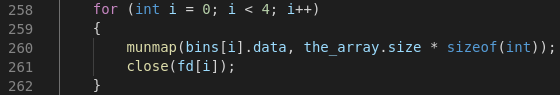 258 for (int i = 0; i < 4; i++)
259 {
260 munmap(bins[i].data, the_array.size * sizeof(int));
261 close(fd[i]);
262 }